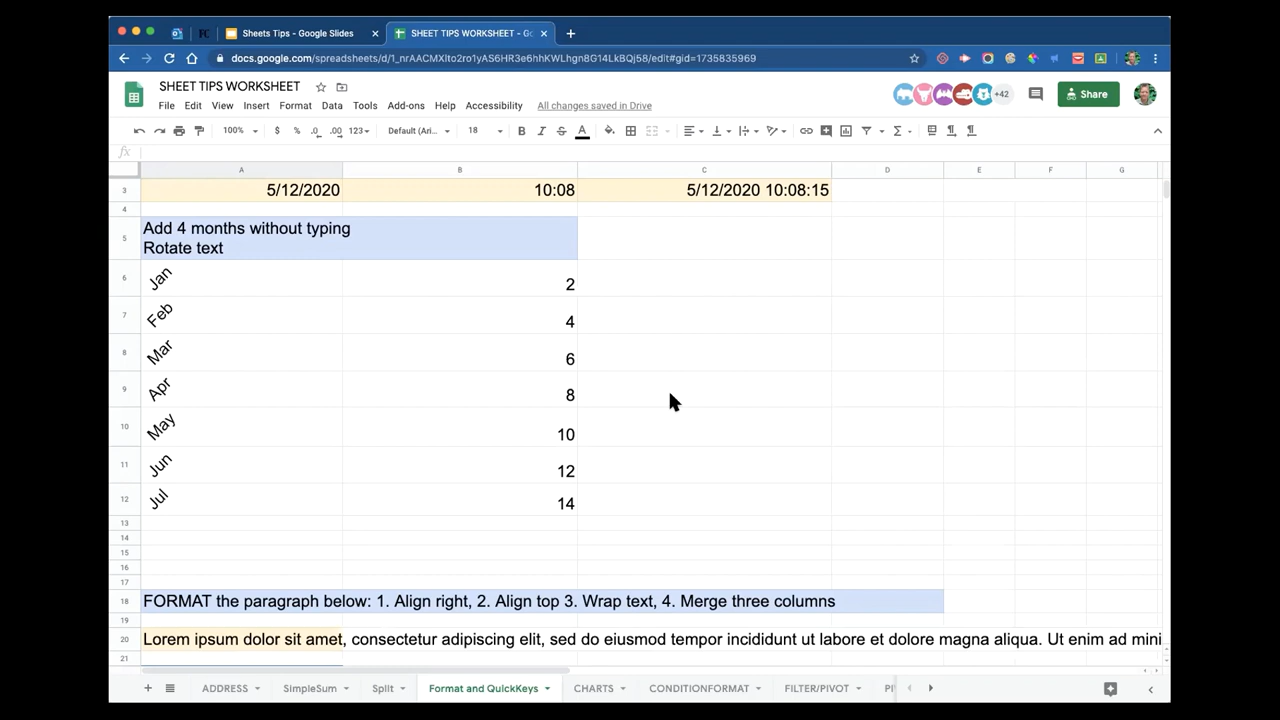 Sheets Tips - Google Slides
SHEET TIPS WORKSHEET - Go
docs.google.com/spreadsheets/d/1_nrAACMXIto2ro1yAS6HR3e6hhKWLhgn8G14LkBQj58/edit#gid=1735835969
SHEET TIPS WORKSHEET
File Edit View Insert Format Data Tools Add-ons Help Accessibility All changes saved in Drive
+42
Share
100% $ % .0 .00 123 Default (Ari... 18 B I S A
fx
A B C D E F G
3 5/12/2020 10:08 5/12/2020 10:08:15
4
5 Add 4 months without typing
Rotate text
6 Jan 2
7 Feb 4
8 Mar 6
9 Apr 8
10 May 10
11 Jun 12
12 Jul 14
13
14
15
16
17
18 FORMAT the paragraph below: 1. Align right, 2. Align top 3. Wrap text, 4. Merge three columns
19
20 Lorem ipsum dolor sit amet, consectetur adipiscing elit, sed do eiusmod tempor incididunt ut labore et dolore magna aliqua. Ut enim ad mini
21
ADDRESS SimpleSum Split Format and QuickKeys CHARTS CONDITIONFORMAT FILTER/PIVOT PI